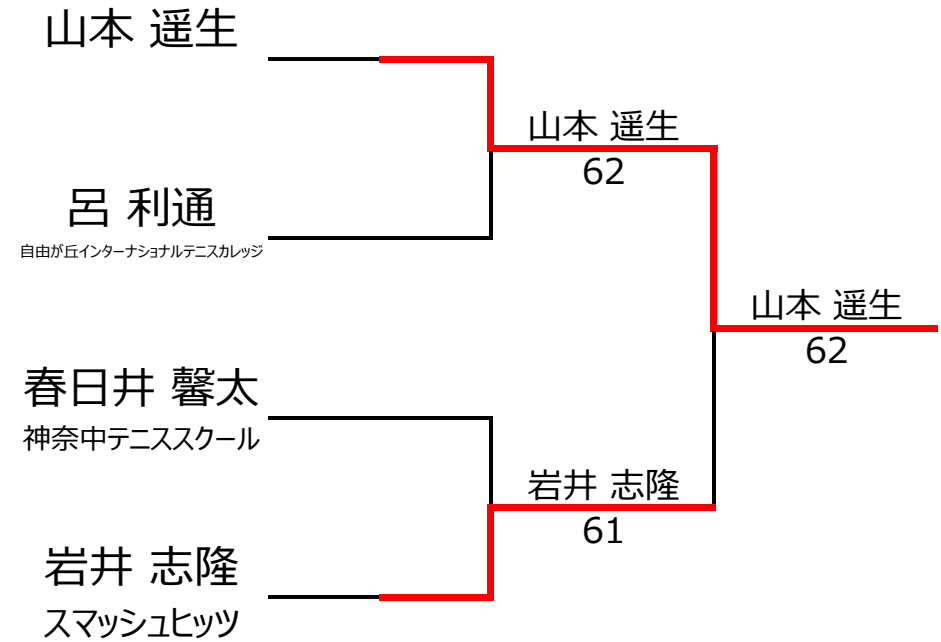 山本 遥生
呂 利通
自由が丘インターナショナルテニスカレッジ
春日井 馨太
神奈中テニススクール
岩井 志隆
スマッシュヒッツ
山本 遥生
62
岩井 志隆
61
山本 遥生
62